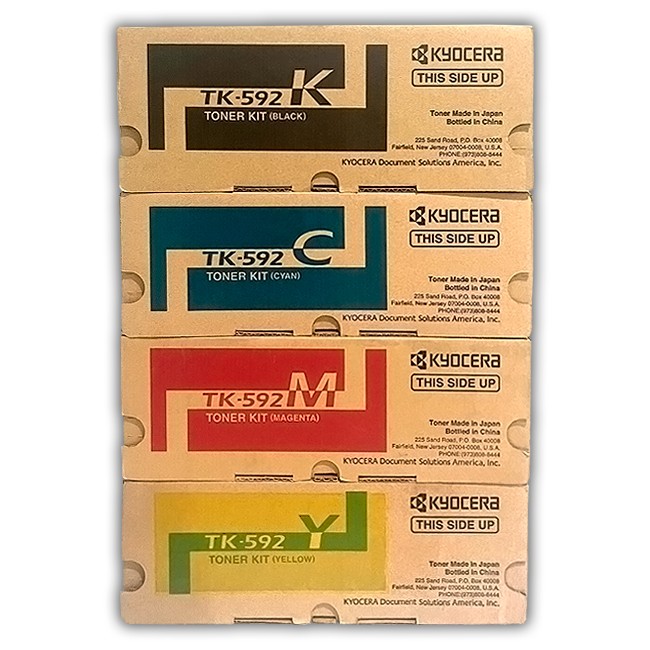 KYOCERA
THIS SIDE UP
TK-592 K
TONER KIT (BLACK)
Toner Made in Japan
Bottled in China
225 Sand Road, P.O. Box 40008
Fairfield, New Jersey 07004-0008, U.S.A.
PHONE:(973)808-8444
KYOCERA Document Solutions America, Inc.
KYOCERA
THIS SIDE UP
TK-592 C
TONER KIT (CYAN)
Toner Made in Japan
Bottled in China
225 Sand Road, P.O. Box 40008
Fairfield, New Jersey 07004-0008, U.S.A.
PHONE:(973)808-8444
KYOCERA Document Solutions America, Inc.
KYOCERA
THIS SIDE UP
TK-592 M
TONER KIT (MAGENTA)
Toner Made in Japan
Bottled in China
225 Sand Road, P.O. Box 40008
Fairfield, New Jersey 07004-0008, U.S.A.
PHONE:(973)808-8444
KYOCERA Document Solutions America, Inc.
KYOCERA
THIS SIDE UP
TK-592 Y
TONER KIT (YELLOW)
Toner Made in Japan
Bottled in China
225 Sand Road, P.O. Box 40008
Fairfield, New Jersey 07004-0008, U.S.A.
PHONE:(973)808-8444
KYOCERA Document Solutions America, Inc.